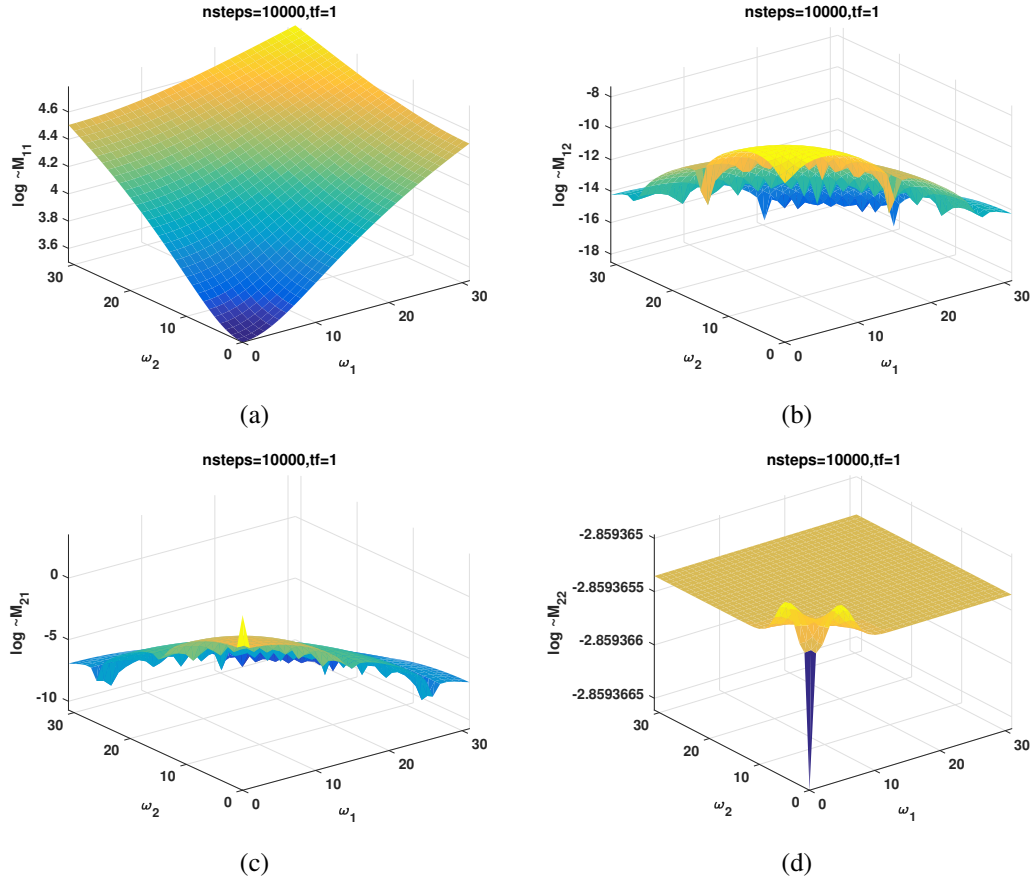 nsteps=10000,tf=1
log ~M11
4.6
4.4
4.2
4
3.8
3.6
30
20
10
0
ω2
0
10
20
30
ω1
(a)
nsteps=10000,tf=1
log ~M12
-8
-10
-12
-14
-16
-18
30
20
10
0
ω2
0
10
20
30
ω1
(b)
nsteps=10000,tf=1
log ~M21
0
-5
-10
30
20
10
0
ω2
0
10
20
30
ω1
(c)
nsteps=10000,tf=1
log ~M22
-2.859365
-2.8593655
-2.859366
-2.8593665
30
20
10
0
ω2
0
10
20
30
ω1
(d)